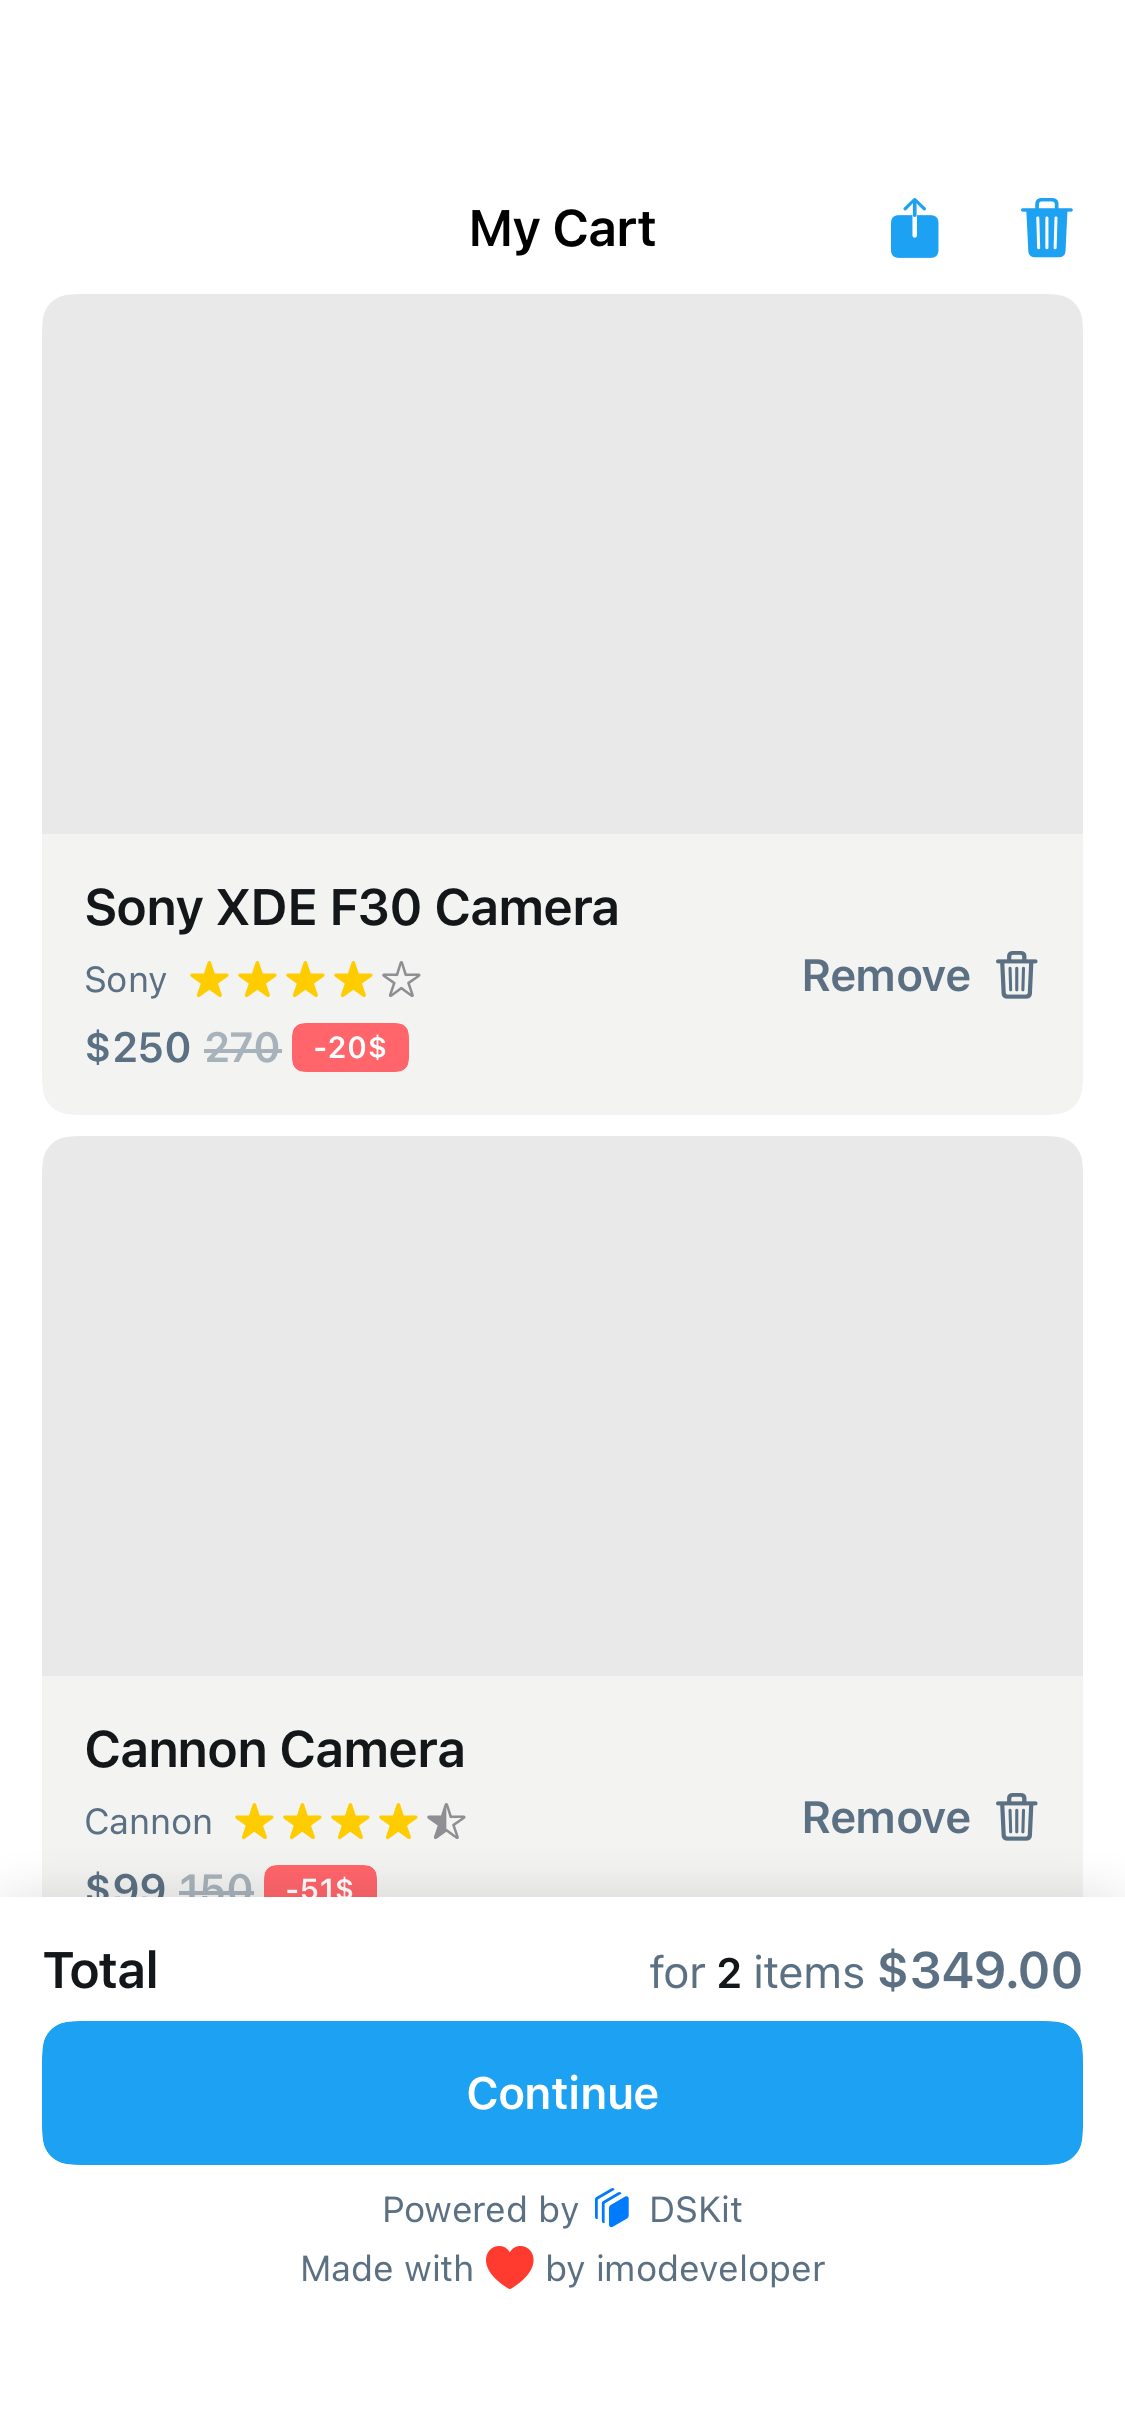 My Cart
Sony XDE F30 Camera
Sony
Remove
$250 270 -20$
Cannon Camera
Cannon
Remove
$99 150 -51$
Total
for 2 items $349.00
Continue
Powered by DSKit
Made with by imodeveloper